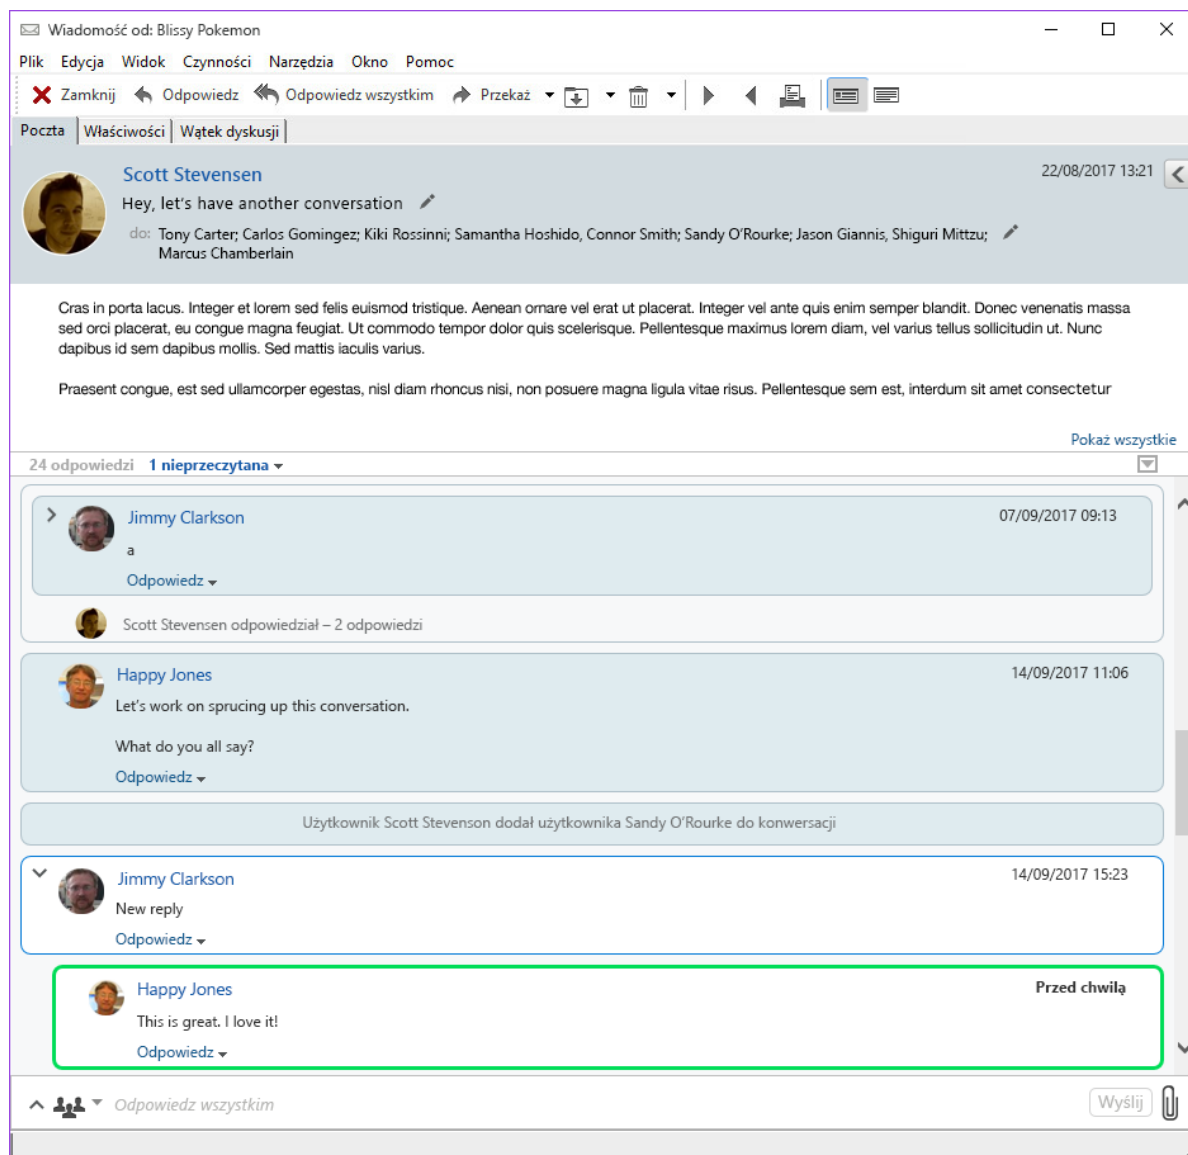 Wiadomość od: Blissy Pokemon
Plik Edycja Widok Czynności Narzędzia Okno Pomoc
Zamknij Odpowiedz Odpowiedz wszystkim Przekaż
Poczta Właściwości Wątek dyskusji
Scott Stevensen 22/08/2017 13:21
Hey, let's have another conversation
do: Tony Carter; Carlos Gomingez; Kiki Rossinni; Samantha Hoshido, Connor Smith; Sandy O'Rourke; Jason Giannis, Shiguri Mittzu;
Marcus Chamberlain
Cras in porta lacus. Integer et lorem sed felis euismod tristique. Aenean ornare vel erat ut placerat. Integer vel ante quis enim semper blandit. Donec venenatis massa
sed orci placerat, eu congue magna feugiat. Ut commodo tempor dolor quis scelerisque. Pellentesque maximus lorem diam, vel varius tellus sollicitudin ut. Nunc
dapibus id sem dapibus mollis. Sed mattis iaculis varius.
Praesent congue, est sed ullamcorper egestas, nisl diam rhoncus nisi, non posuere magna ligula vitae risus. Pellentesque sem est, interdum sit amet consectetur
Pokaż wszystkie
24 odpowiedzi 1 nieprzeczytana
Jimmy Clarkson 07/09/2017 09:13
a
Odpowiedz
Scott Stevensen odpowiedział – 2 odpowiedzi
Happy Jones 14/09/2017 11:06
Let's work on sprucing up this conversation.
What do you all say?
Odpowiedz
Użytkownik Scott Stevenson dodał użytkownika Sandy O'Rourke do konwersacji
Jimmy Clarkson 14/09/2017 15:23
New reply
Odpowiedz
Happy Jones Przed chwilą
This is great. I love it!
Odpowiedz
Odpowiedz wszystkim Wyślij